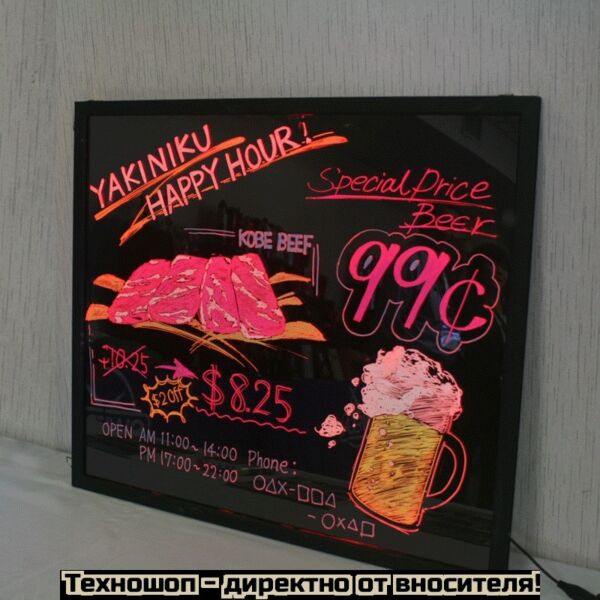 YAKINIKU
HAPPY HOUR!
Special Price
Beer
99¢
KOBE BEEF
10.25
$2 off
$8.25
OPEN AM 11:00~14:00
PM 17:00~22:00
Phone:
○△×-□□△
-○×△□
Техношоп – директно от вносителя!